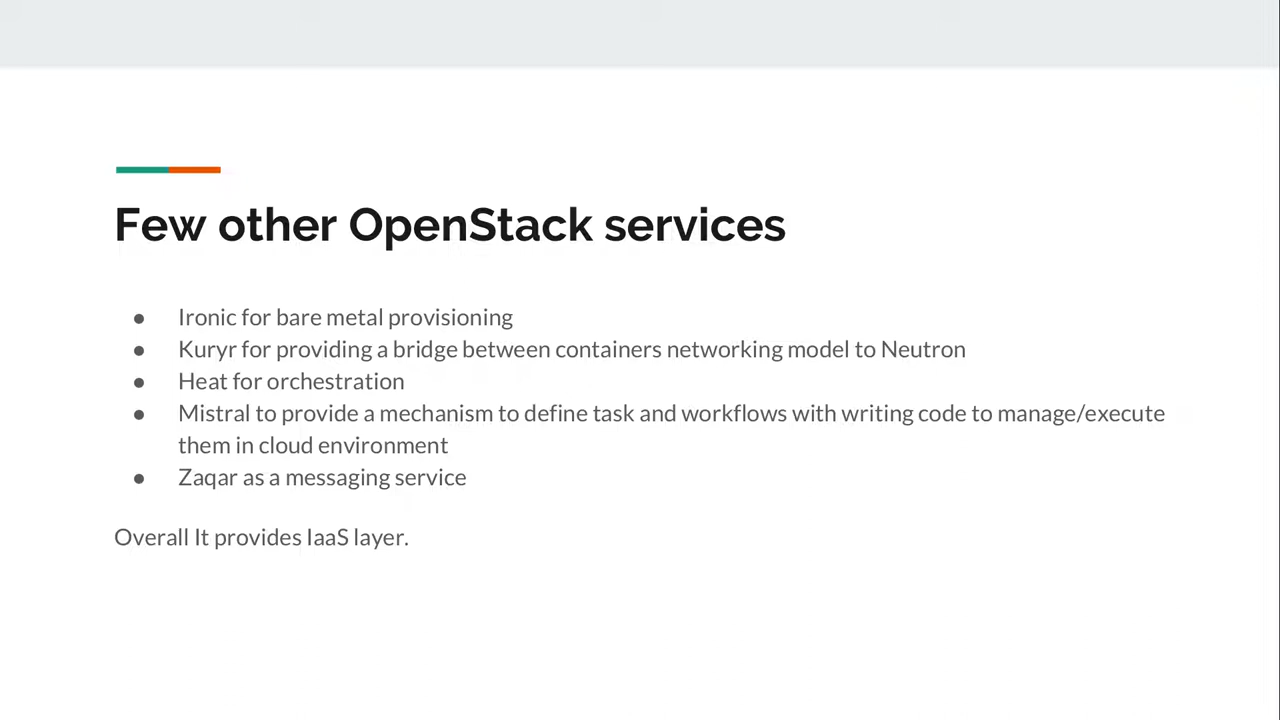 Few other OpenStack services
● Ironic for bare metal provisioning
● Kuryr for providing a bridge between containers networking model to Neutron
● Heat for orchestration
● Mistral to provide a mechanism to define task and workflows with writing code to manage/execute
them in cloud environment
● Zaqar as a messaging service
Overall It provides IaaS layer.